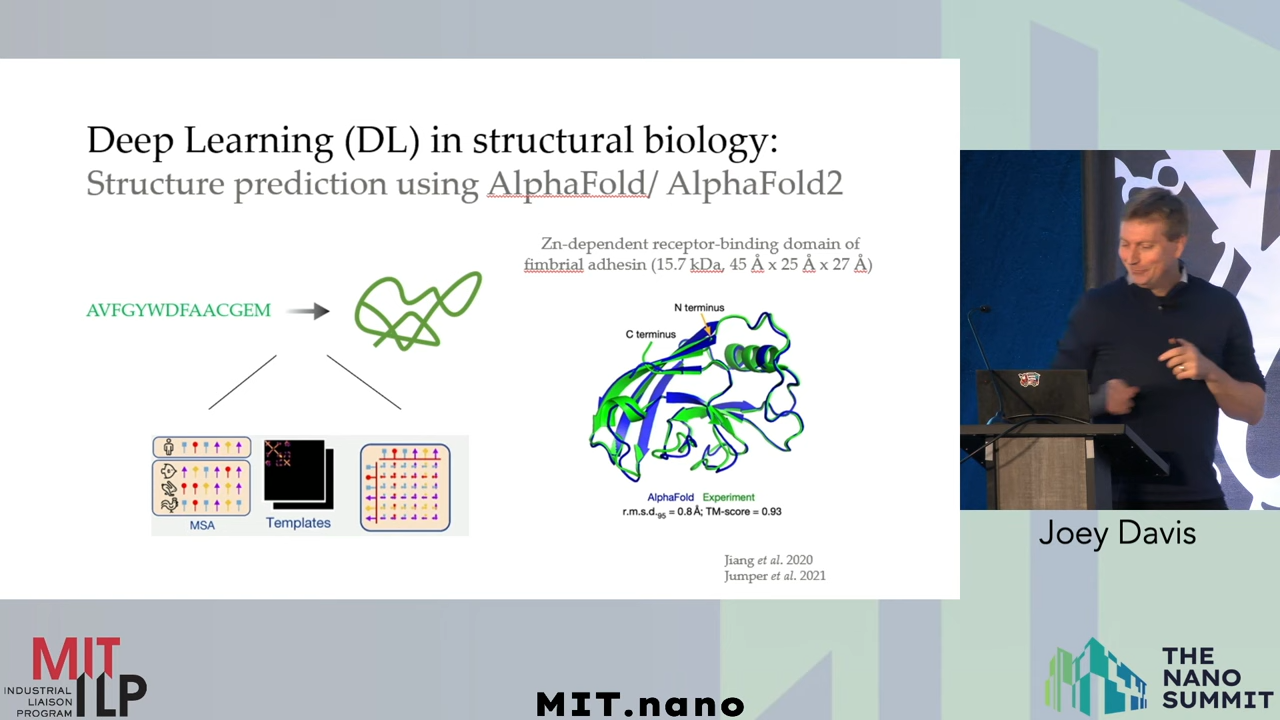 Deep Learning (DL) in structural biology:
Structure prediction using AlphaFold/ AlphaFold2
Zn-dependent receptor-binding domain of
fimbrial adhesin (15.7 kDa, 45 Å x 25 Å x 27 Å)
AVFGYWDFAACGEM
N terminus
C terminus
MSA
Templates
AlphaFold Experiment
r.m.s.d.95 = 0.8 Å; TM-score = 0.93
Jiang et al. 2020
Jumper et al. 2021
Joey Davis
MIT
ILP
INDUSTRIAL
LIAISON
PROGRAM
MIT.nano
THE
NANO
SUMMIT